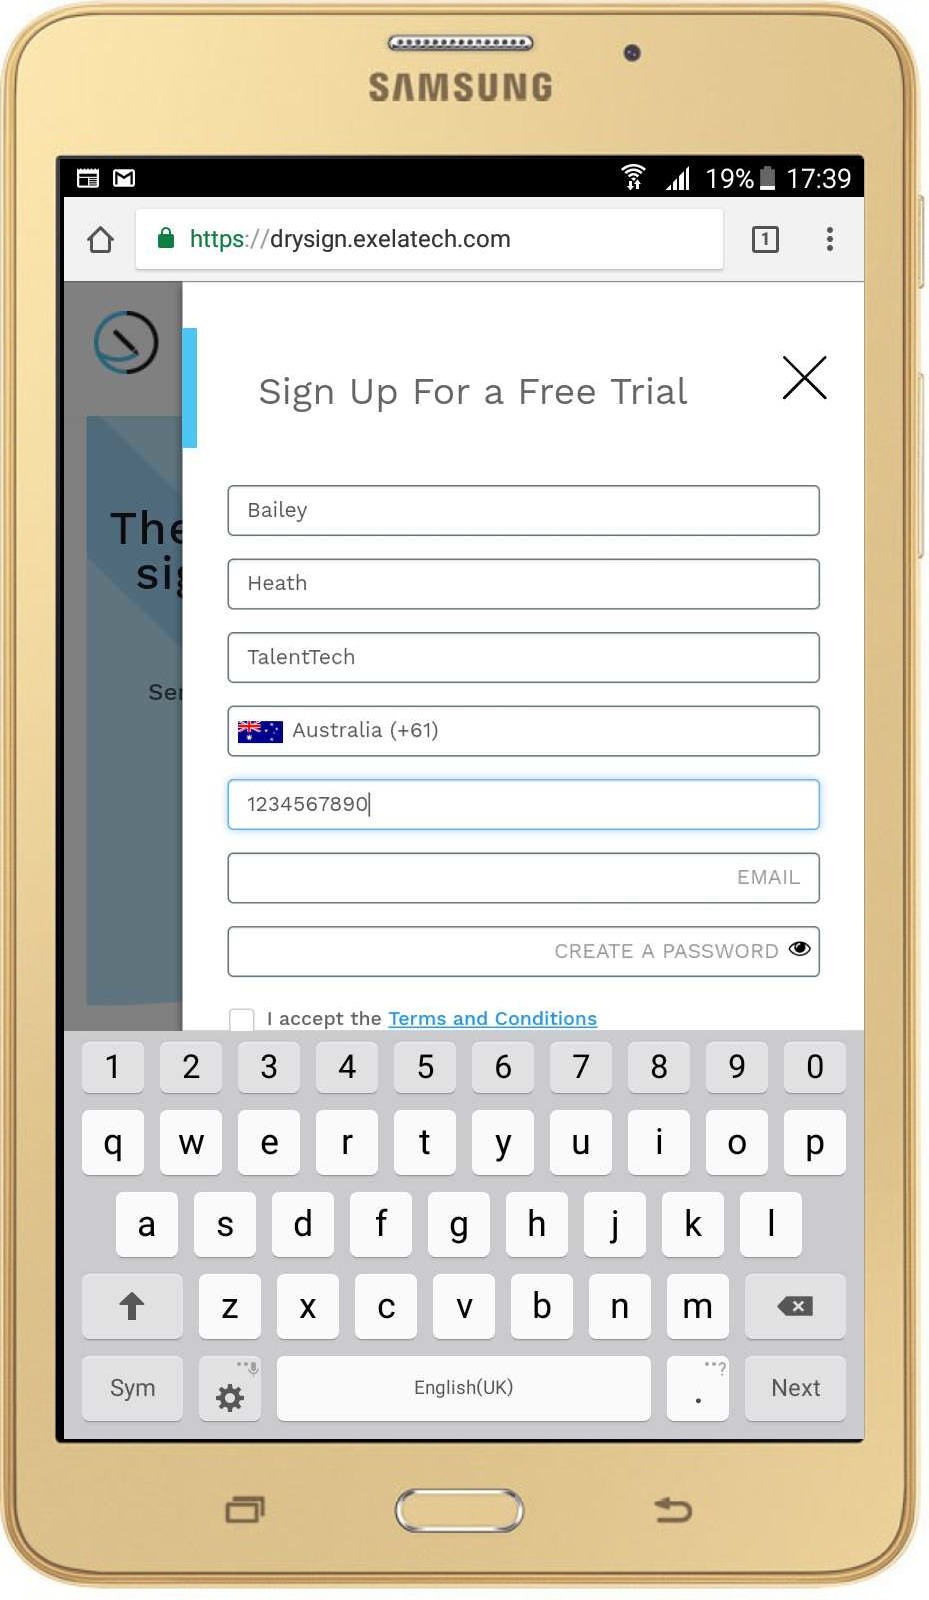 SAMSUNG
19% 17:39
https://drysign.exelatech.com
1
Sign Up For a Free Trial
The
sig
Ser
Bailey
Heath
TalentTech
Australia (+61)
1234567890
EMAIL
CREATE A PASSWORD
I accept the Terms and Conditions
1 2 3 4 5 6 7 8 9 0
q w e r t y u i o p
a s d f g h j k l
z x c v b n m
Sym English(UK) . ? Next